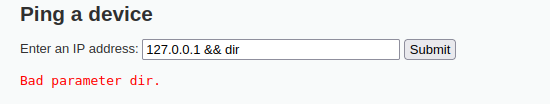 Ping a device
Enter an IP address: 127.0.0.1 && dir Submit
Bad parameter dir.